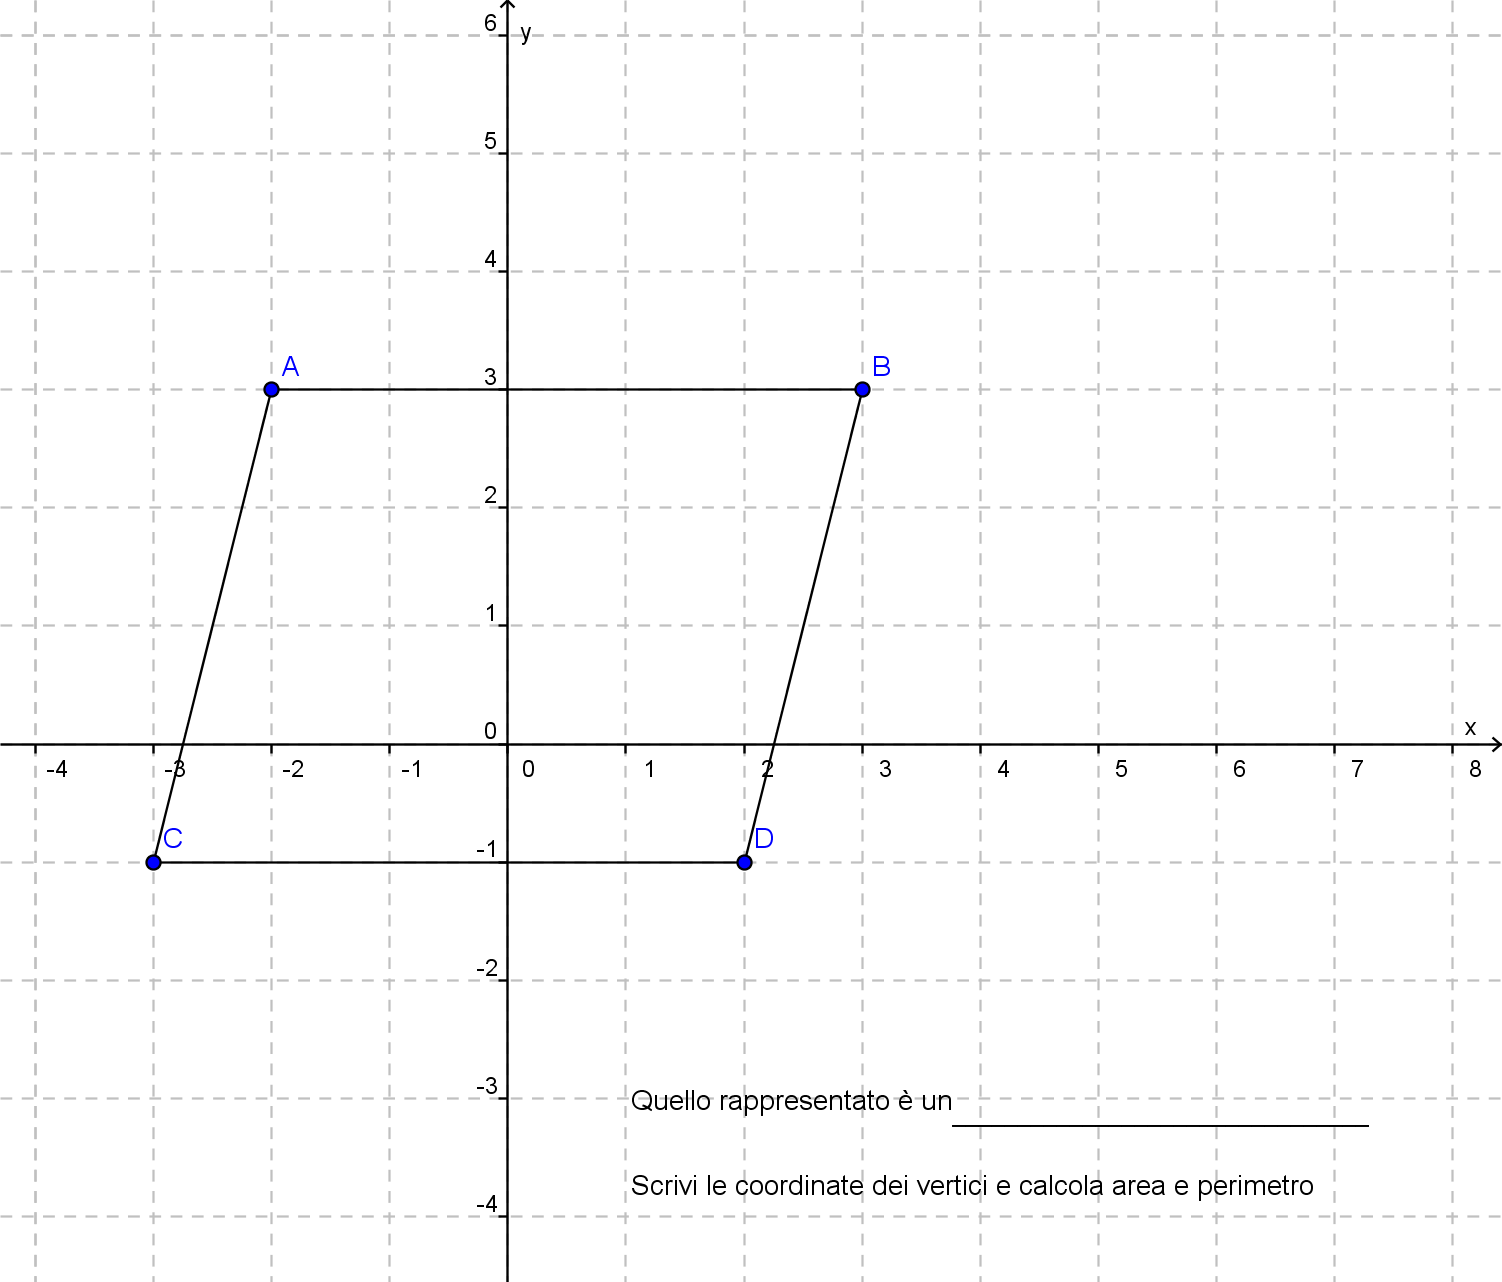 6
y
5
4
A
B
3
2
1
0
x
-4 -3 -2 -1 0 1 2 3 4 5 6 7 8
C
D
-1
-2
-3
Quello rappresentato è un
Scrivi le coordinate dei vertici e calcola area e perimetro
-4